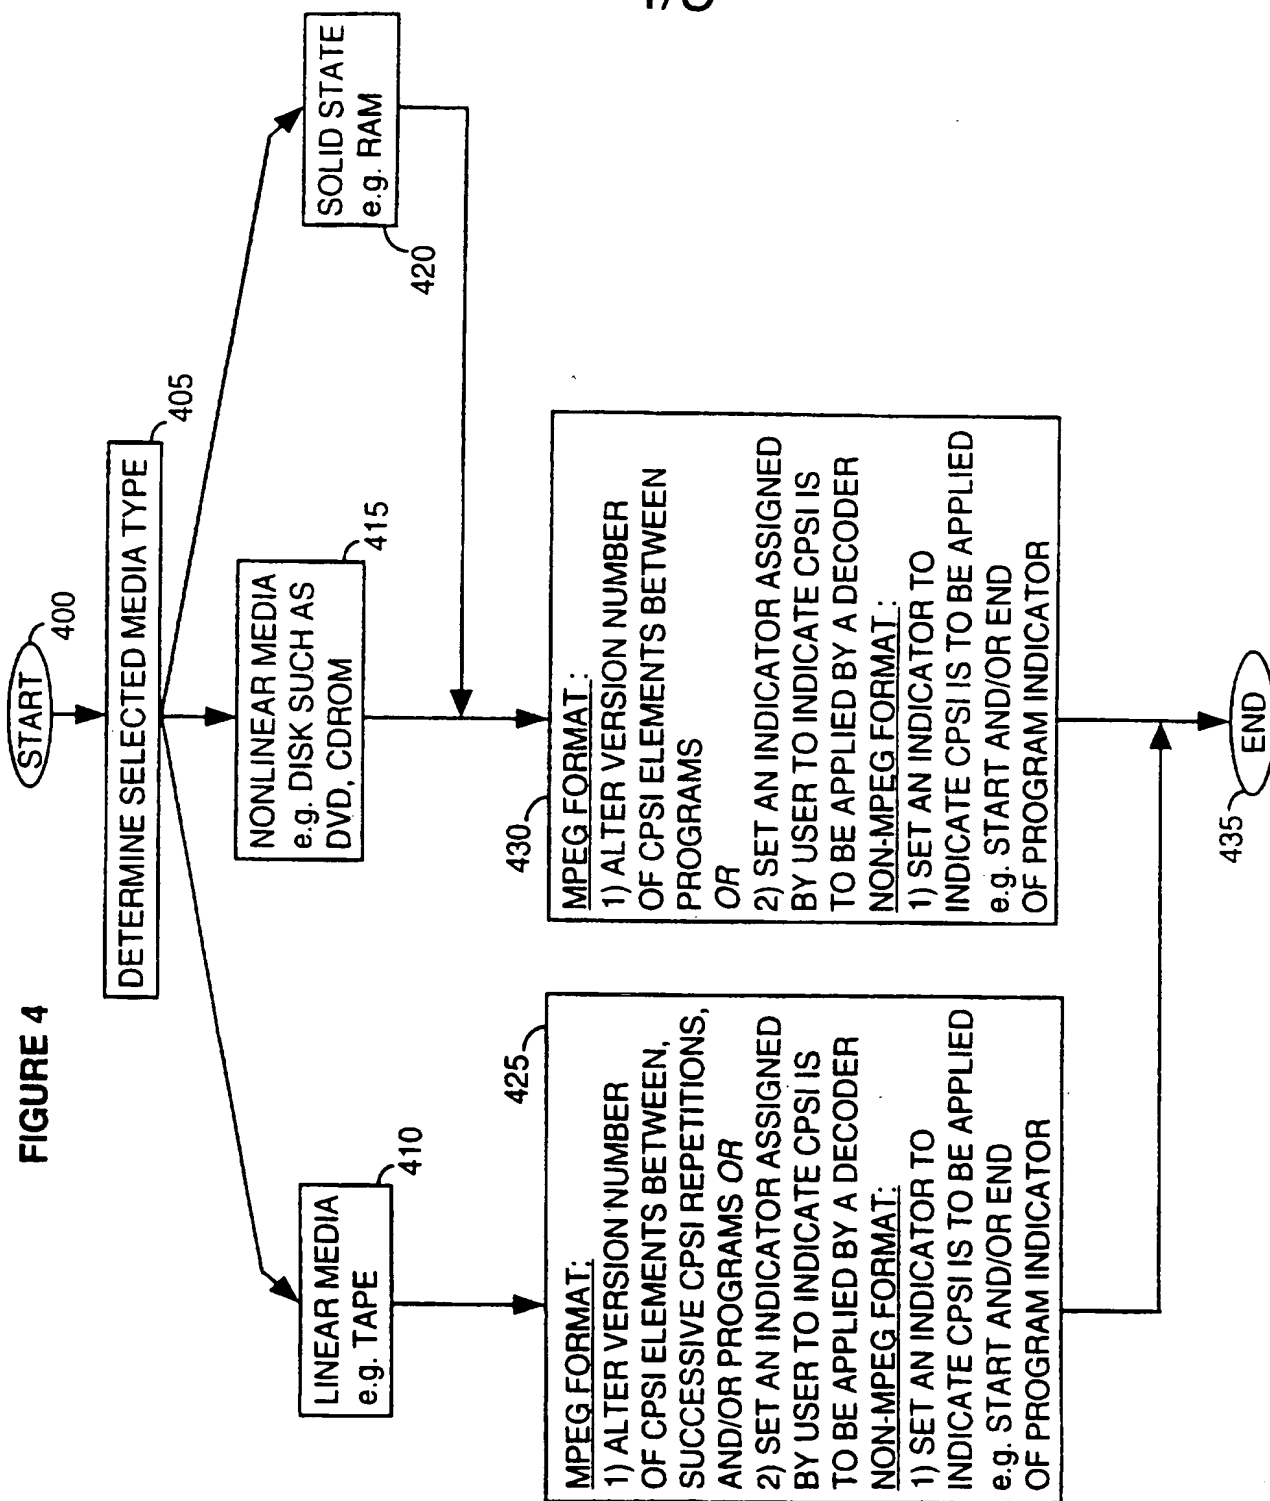 FIGURE 4
START
400
DETERMINE SELECTED MEDIA TYPE
405
LINEAR MEDIA
e.g. TAPE
410
NONLINEAR MEDIA
e.g. DISK SUCH AS
DVD, CDROM
415
SOLID STATE
e.g. RAM
420
425
MPEG FORMAT:
1) ALTER VERSION NUMBER
OF CPSI ELEMENTS BETWEEN,
SUCCESSIVE CPSI REPETITIONS,
AND/OR PROGRAMS OR
2) SET AN INDICATOR ASSIGNED
BY USER TO INDICATE CPSI IS
TO BE APPLIED BY A DECODER
NON-MPEG FORMAT:
1) SET AN INDICATOR TO
INDICATE CPSI IS TO BE APPLIED
e.g. START AND/OR END
OF PROGRAM INDICATOR
430
MPEG FORMAT:
1) ALTER VERSION NUMBER
OF CPSI ELEMENTS BETWEEN
PROGRAMS
OR
2) SET AN INDICATOR ASSIGNED
BY USER TO INDICATE CPSI IS
TO BE APPLIED BY A DECODER
NON-MPEG FORMAT:
1) SET AN INDICATOR TO
INDICATE CPSI IS TO BE APPLIED
e.g. START AND/OR END
OF PROGRAM INDICATOR
435
END